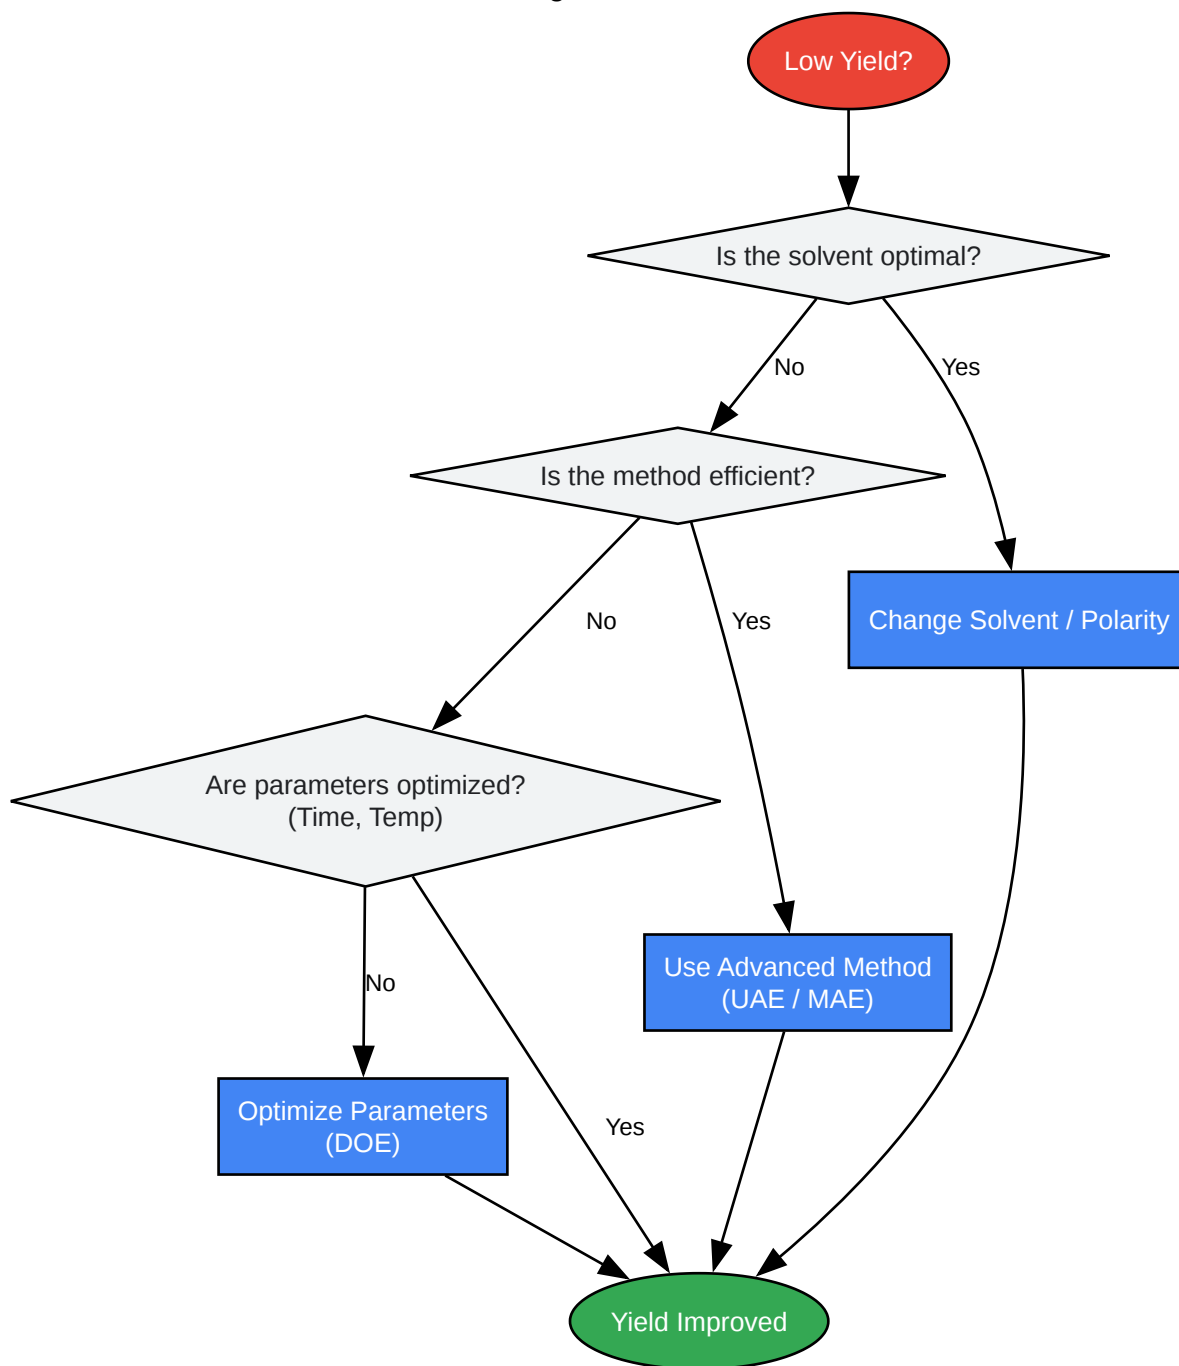 Low Yield?
Is the solvent optimal?
No
Yes
Is the method efficient?
No
Yes
Change Solvent / Polarity
Are parameters optimized?
(Time, Temp)
No
Use Advanced Method
(UAE / MAE)
Optimize Parameters
(DOE)
Yes
Yield Improved